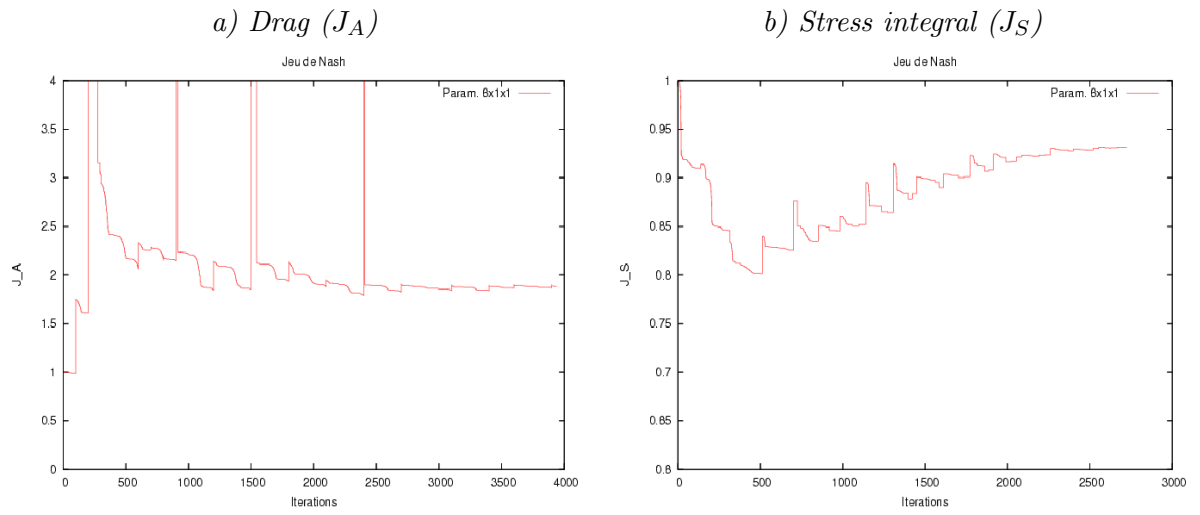 a) Drag (J_A)
Jeu de Nash
Param. 8x1x1
4
3.5
3
2.5
2
1.5
1
0.5
0
J_A
0 500 1000 1500 2000 2500 3000 3500 4000
Iterations
b) Stress integral (J_S)
Jeu de Nash
Param. 8x1x1
1
0.95
0.9
0.85
0.8
0.75
0.7
0.65
0.6
J_S
0 500 1000 1500 2000 2500 3000
Iterations